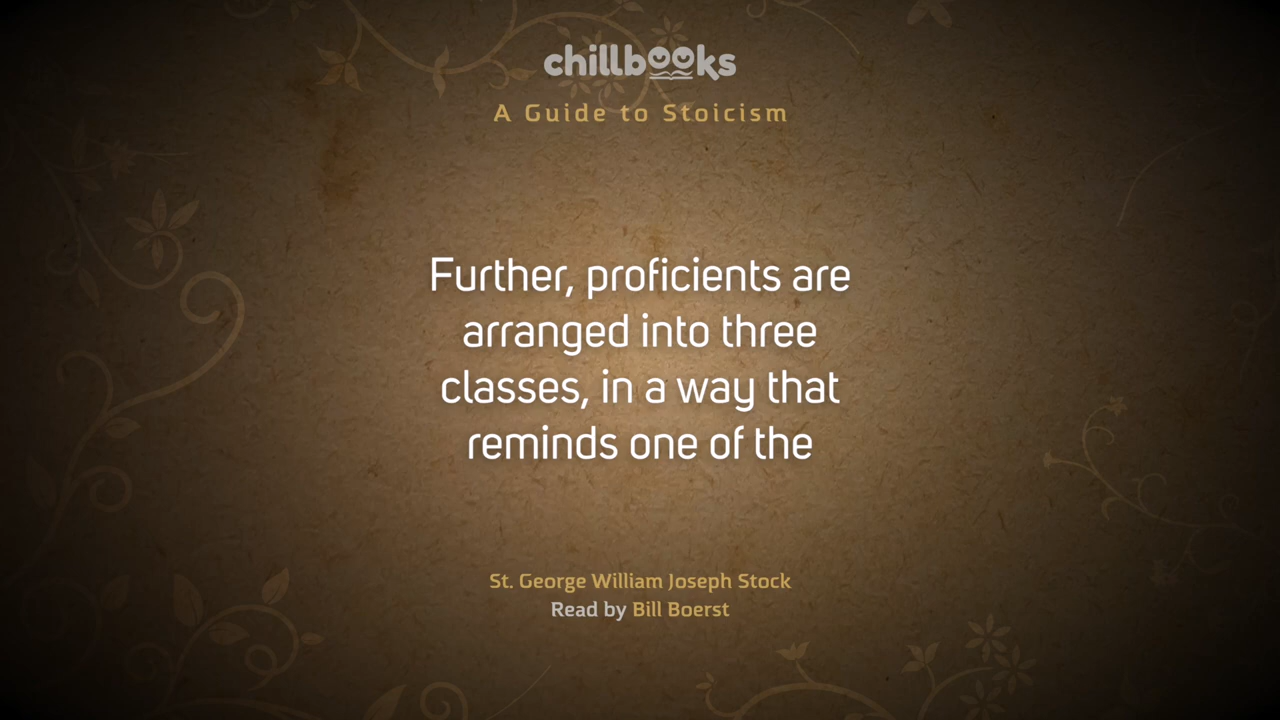 chillbooks
A Guide to Stoicism
Further, proficients are
arranged into three
classes, in a way that
reminds one of the
St. George William Joseph Stock
Read by Bill Boerst